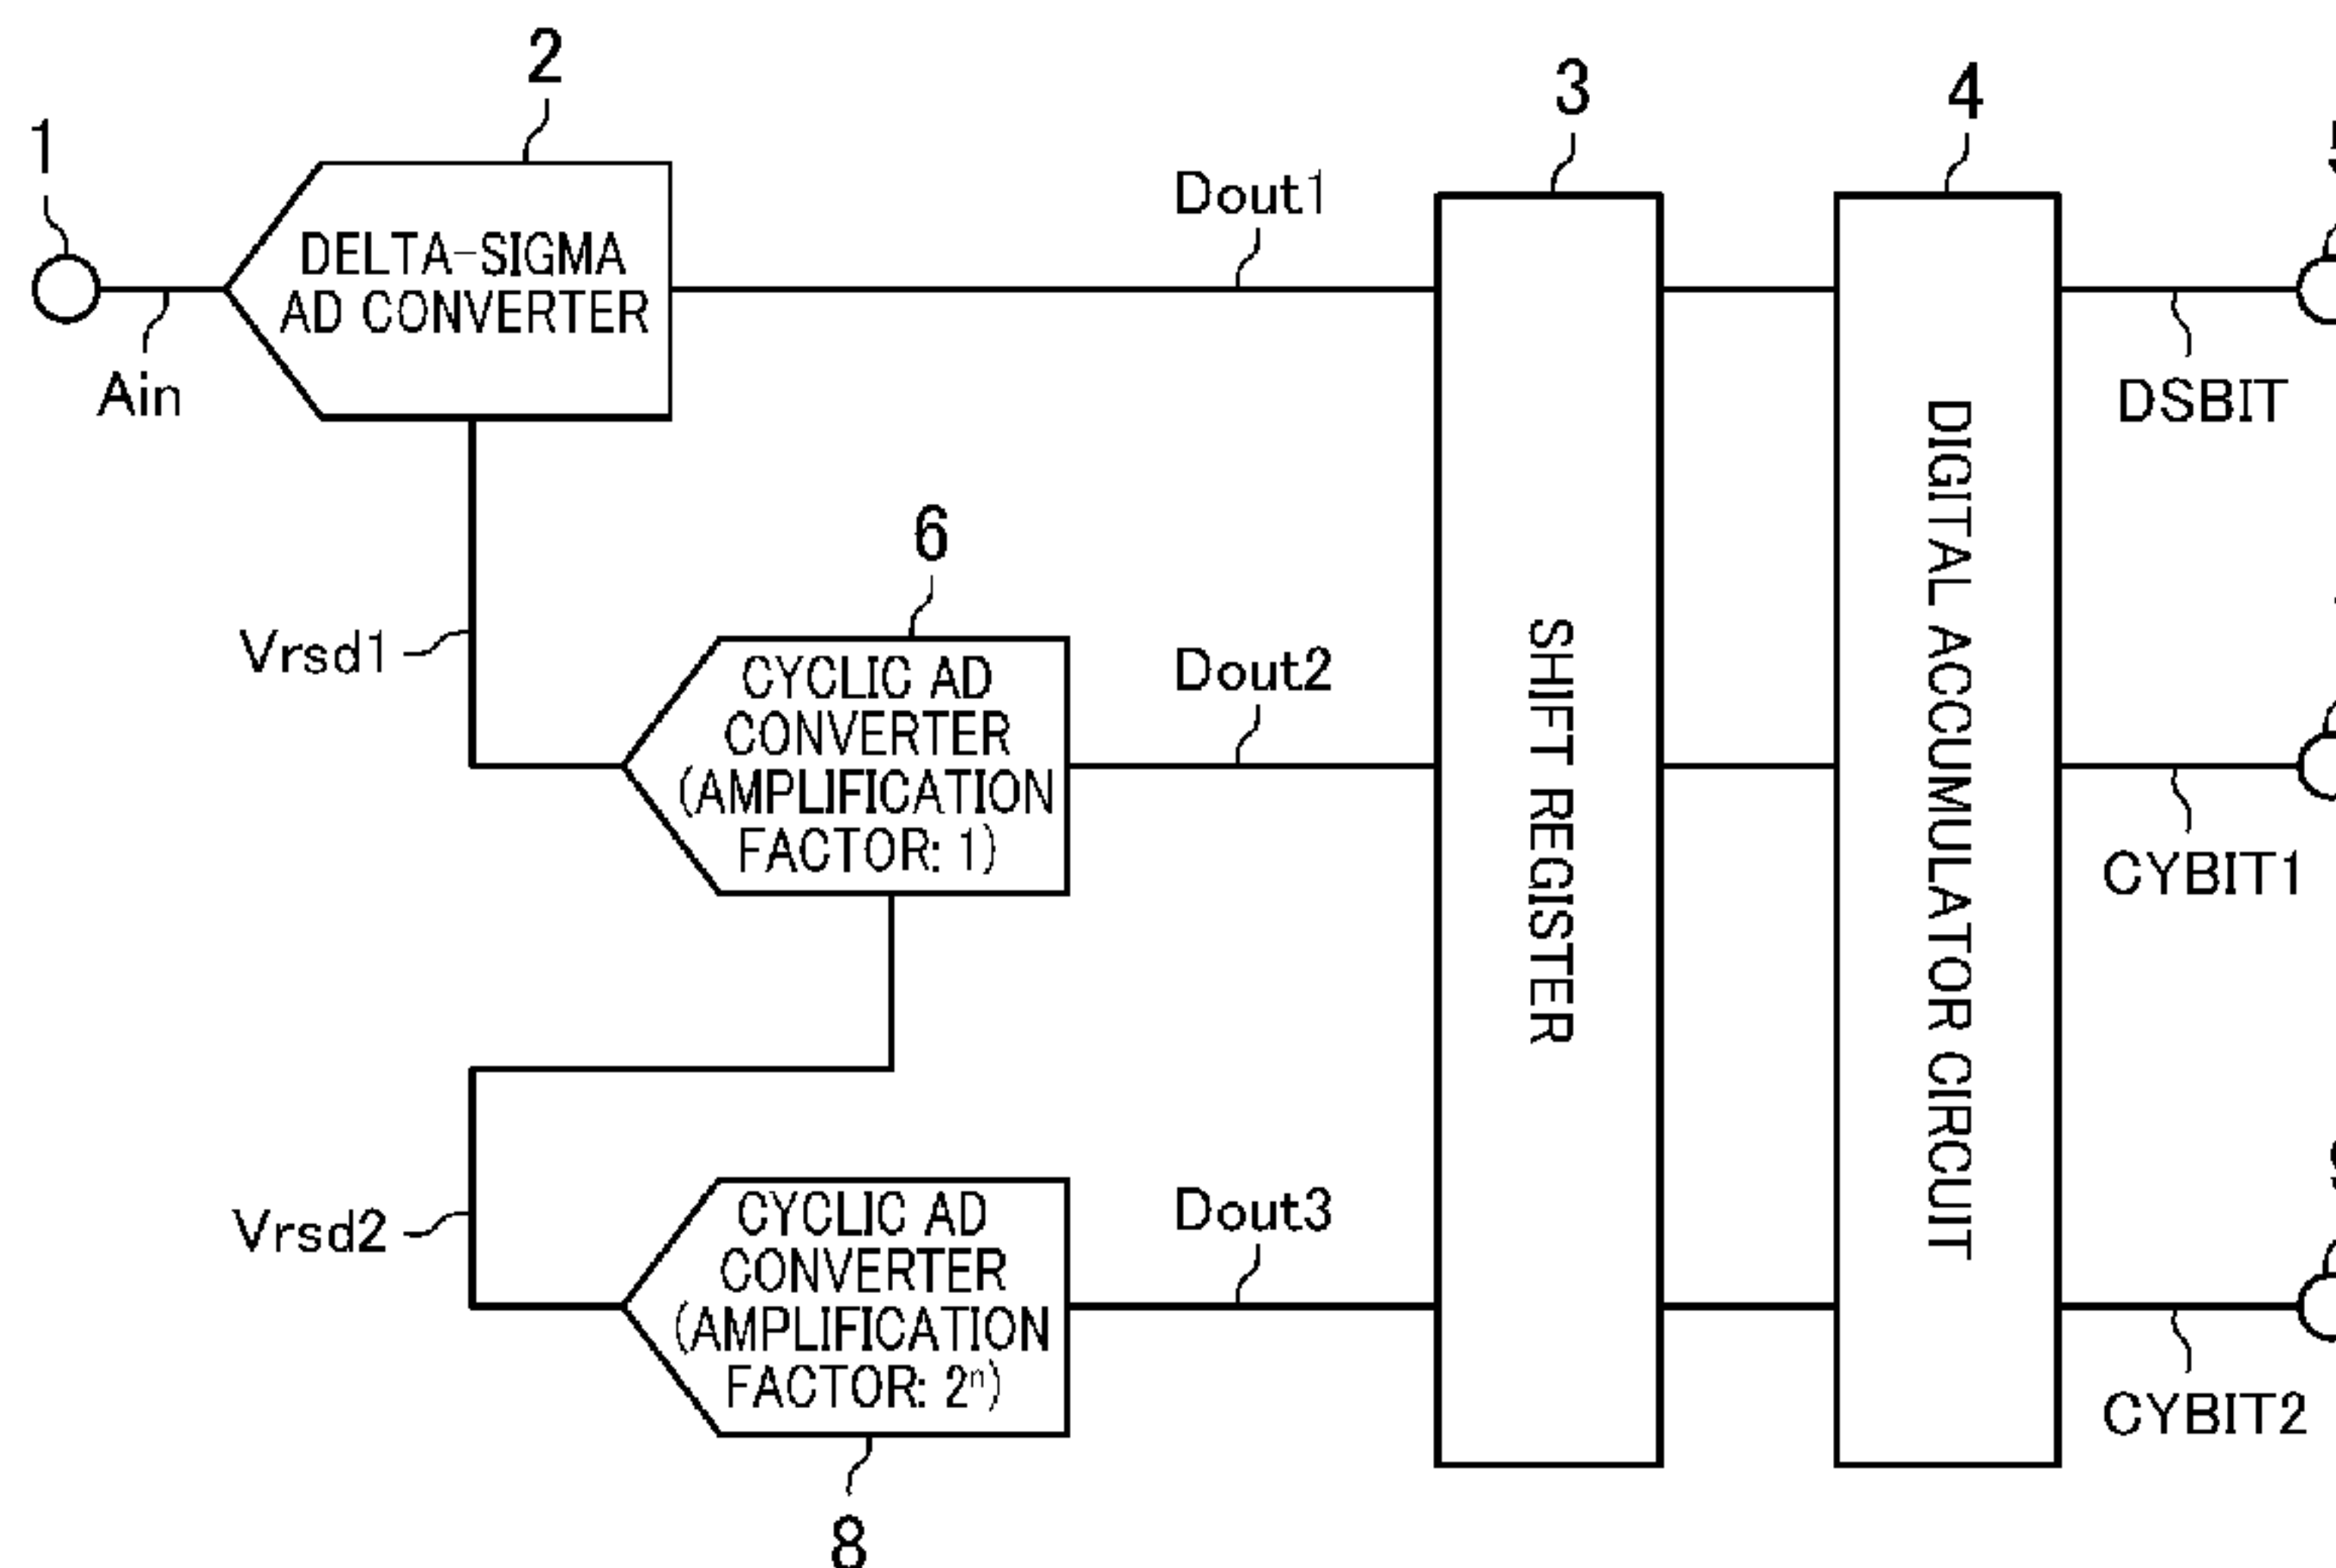 2
3
4
1
Dout1
DELTA-SIGMA
AD CONVERTER
Ain
DSBIT
6
Vrsd1
CYCLIC AD
CONVERTER
(AMPLIFICATION
FACTOR: 1)
Dout2
SHIFT REGISTER
DIGITAL ACCUMULATOR CIRCUIT
CYBIT1
Vrsd2
CYCLIC AD
CONVERTER
(AMPLIFICATION
FACTOR: 2ⁿ)
Dout3
CYBIT2
8